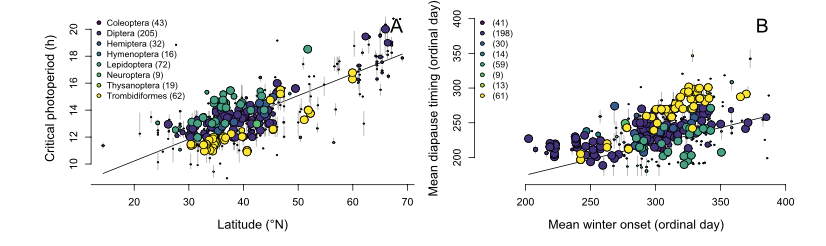 A
Coleoptera (43)
Diptera (205)
Hemiptera (32)
Hymenoptera (16)
Lepidoptera (72)
Neuroptera (9)
Thysanoptera (19)
Trombidiformes (62)
Critical photoperiod (h)
20
18
16
14
12
10
20
30
40
50
60
70
Latitude (°N)
B
(41)
(198)
(30)
(14)
(59)
(9)
(13)
(61)
Mean diapause timing (ordinal day)
400
350
300
250
200
200
250
300
350
400
Mean winter onset (ordinal day)